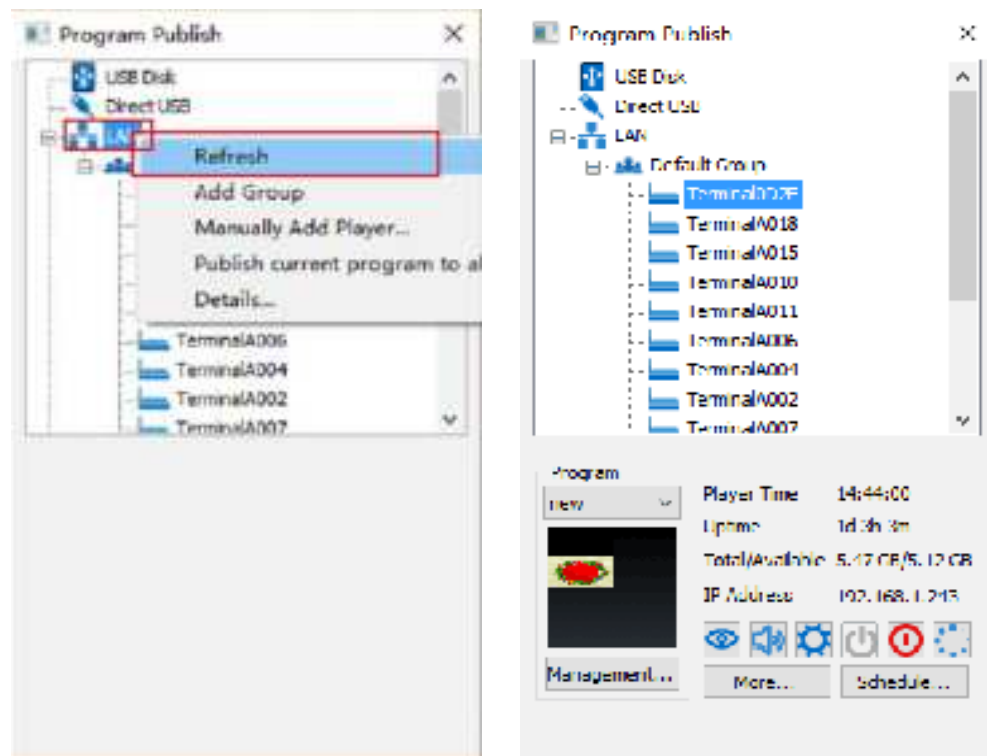 Program Publish
USB Disk
Direct USB
LAN
Refresh
Add Group
Manually Add Player...
Publish current program to al
Details...
TerminalA006
TerminalA004
TerminalA002
TerminalA007
Program Publish
USB Disk
Direct USB
LAN
Default Group
Terminal0D2E
TerminalA018
TerminalA015
TerminalA010
TerminalA011
TerminalA006
TerminalA004
TerminalA002
TerminalA007
Program
new
Management...
Player Time 14:44:00
Uptime 1d 3h 3m
Total/Available 5.47 GB/5.12 GB
IP Address 192.168.1.243
More...
Schedule...